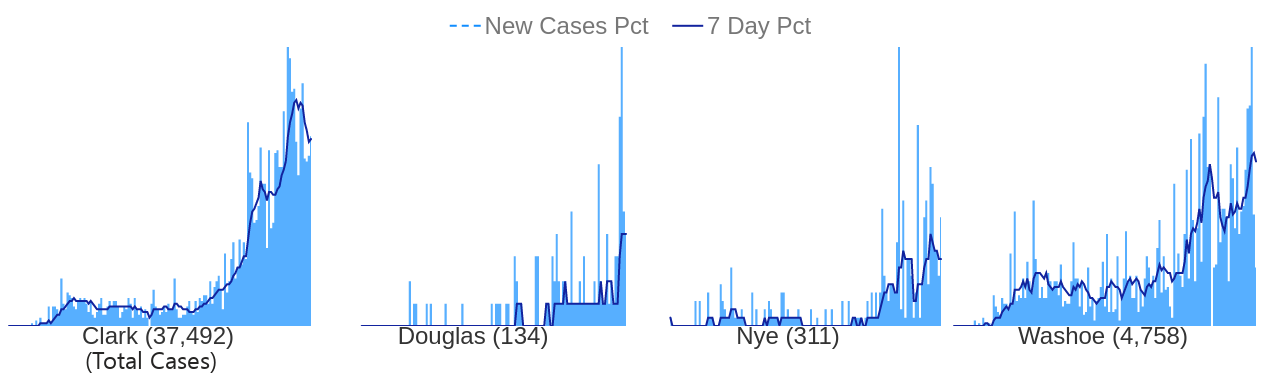 New Cases Pct 7 Day Pct
Clark (37,492) Douglas (134) Nye (311) Washoe (4,758)
(Total Cases)